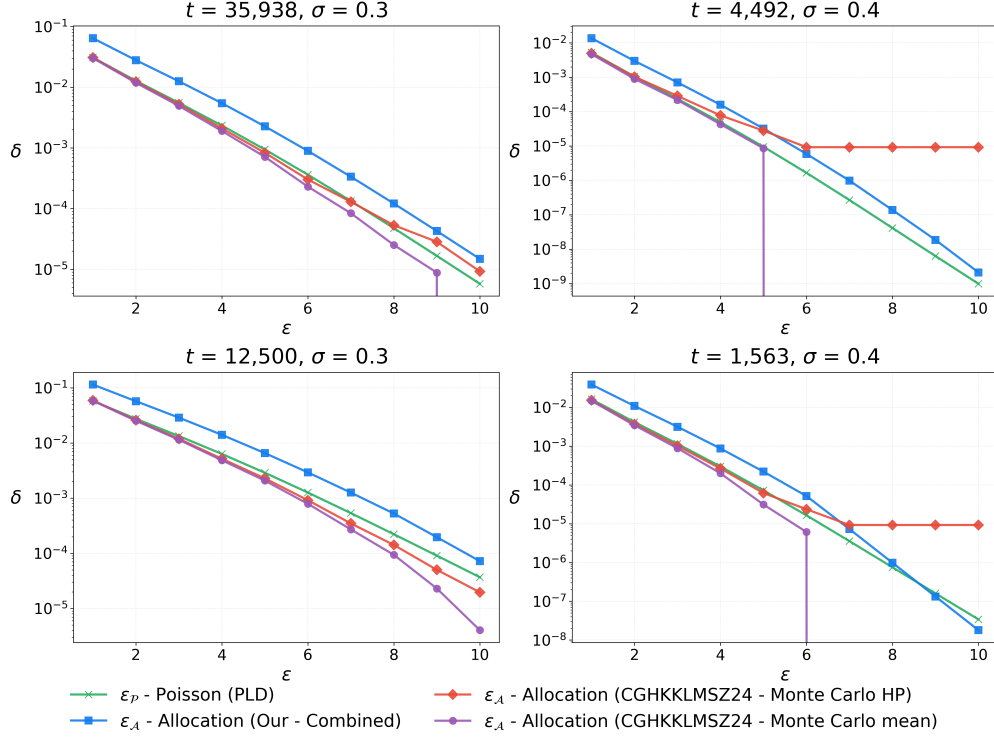 t = 35,938, σ = 0.3
t = 4,492, σ = 0.4
10⁻¹
10⁻²
10⁻³
10⁻⁴
10⁻⁵
δ
2 4 6 8 10
ε
10⁻²
10⁻³
10⁻⁴
10⁻⁵
10⁻⁶
10⁻⁷
10⁻⁸
10⁻⁹
δ
2 4 6 8 10
ε
t = 12,500, σ = 0.3
t = 1,563, σ = 0.4
10⁻¹
10⁻²
10⁻³
10⁻⁴
10⁻⁵
δ
2 4 6 8 10
ε
10⁻²
10⁻³
10⁻⁴
10⁻⁵
10⁻⁶
10⁻⁷
10⁻⁸
δ
2 4 6 8 10
ε
ε𝒫 - Poisson (PLD)
ε𝒜 - Allocation (Our - Combined)
ε𝒜 - Allocation (CGHKKLMSZ24 - Monte Carlo HP)
ε𝒜 - Allocation (CGHKKLMSZ24 - Monte Carlo mean)